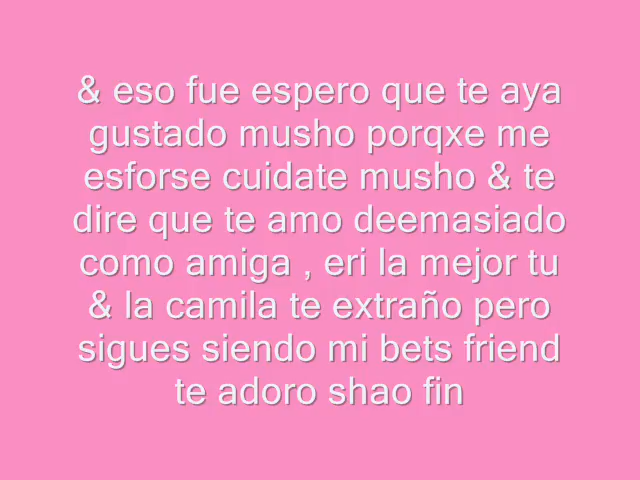 & eso fue espero que te aya
gustado musho porqxe me
esforse cuidate musho & te
dire que te amo deemasiado
como amiga , eri la mejor tu
& la camila te extraño pero
sigues siendo mi bets friend
te adoro shao fin